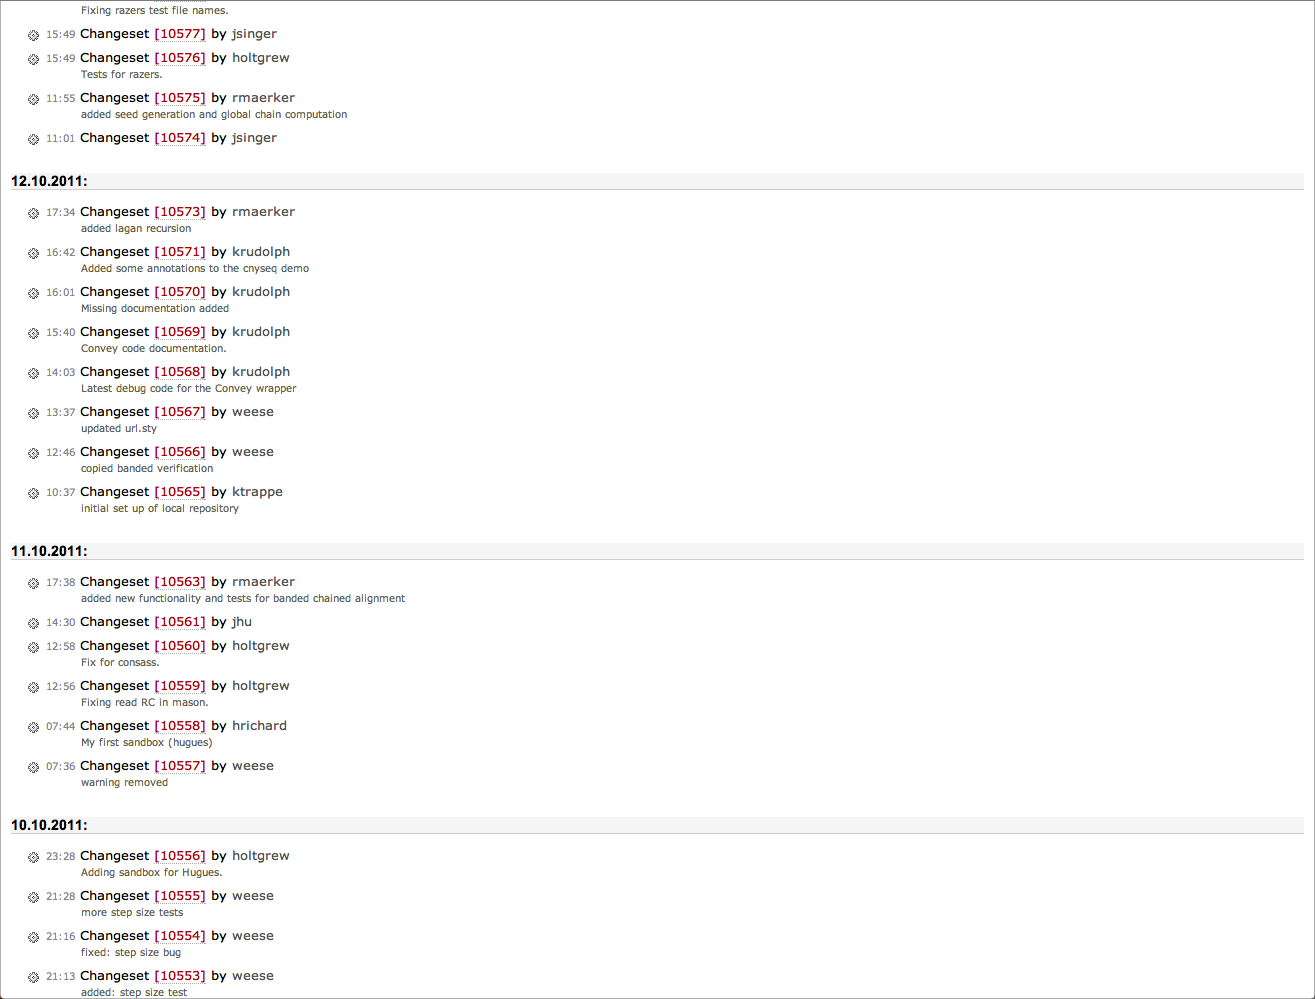 Fixing razers test file names.
15:49 Changeset [10577] by jsinger
15:49 Changeset [10576] by holtgrew
Tests for razers.
11:55 Changeset [10575] by rmaerker
added seed generation and global chain computation
11:01 Changeset [10574] by jsinger
12.10.2011:
17:34 Changeset [10573] by rmaerker
added lagan recursion
16:42 Changeset [10571] by krudolph
Added some annotations to the cnyseq demo
16:01 Changeset [10570] by krudolph
Missing documentation added
15:40 Changeset [10569] by krudolph
Convey code documentation.
14:03 Changeset [10568] by krudolph
Latest debug code for the Convey wrapper
13:37 Changeset [10567] by weese
updated url.sty
12:46 Changeset [10566] by weese
copied banded verification
10:37 Changeset [10565] by ktrappe
initial set up of local repository
11.10.2011:
17:38 Changeset [10563] by rmaerker
added new functionality and tests for banded chained alignment
14:30 Changeset [10561] by jhu
12:58 Changeset [10560] by holtgrew
Fix for consass.
12:56 Changeset [10559] by holtgrew
Fixing read RC in mason.
07:44 Changeset [10558] by hrichard
My first sandbox (hugues)
07:36 Changeset [10557] by weese
warning removed
10.10.2011:
23:28 Changeset [10556] by holtgrew
Adding sandbox for Hugues.
21:28 Changeset [10555] by weese
more step size tests
21:16 Changeset [10554] by weese
fixed: step size bug
21:13 Changeset [10553] by weese
added: step size test